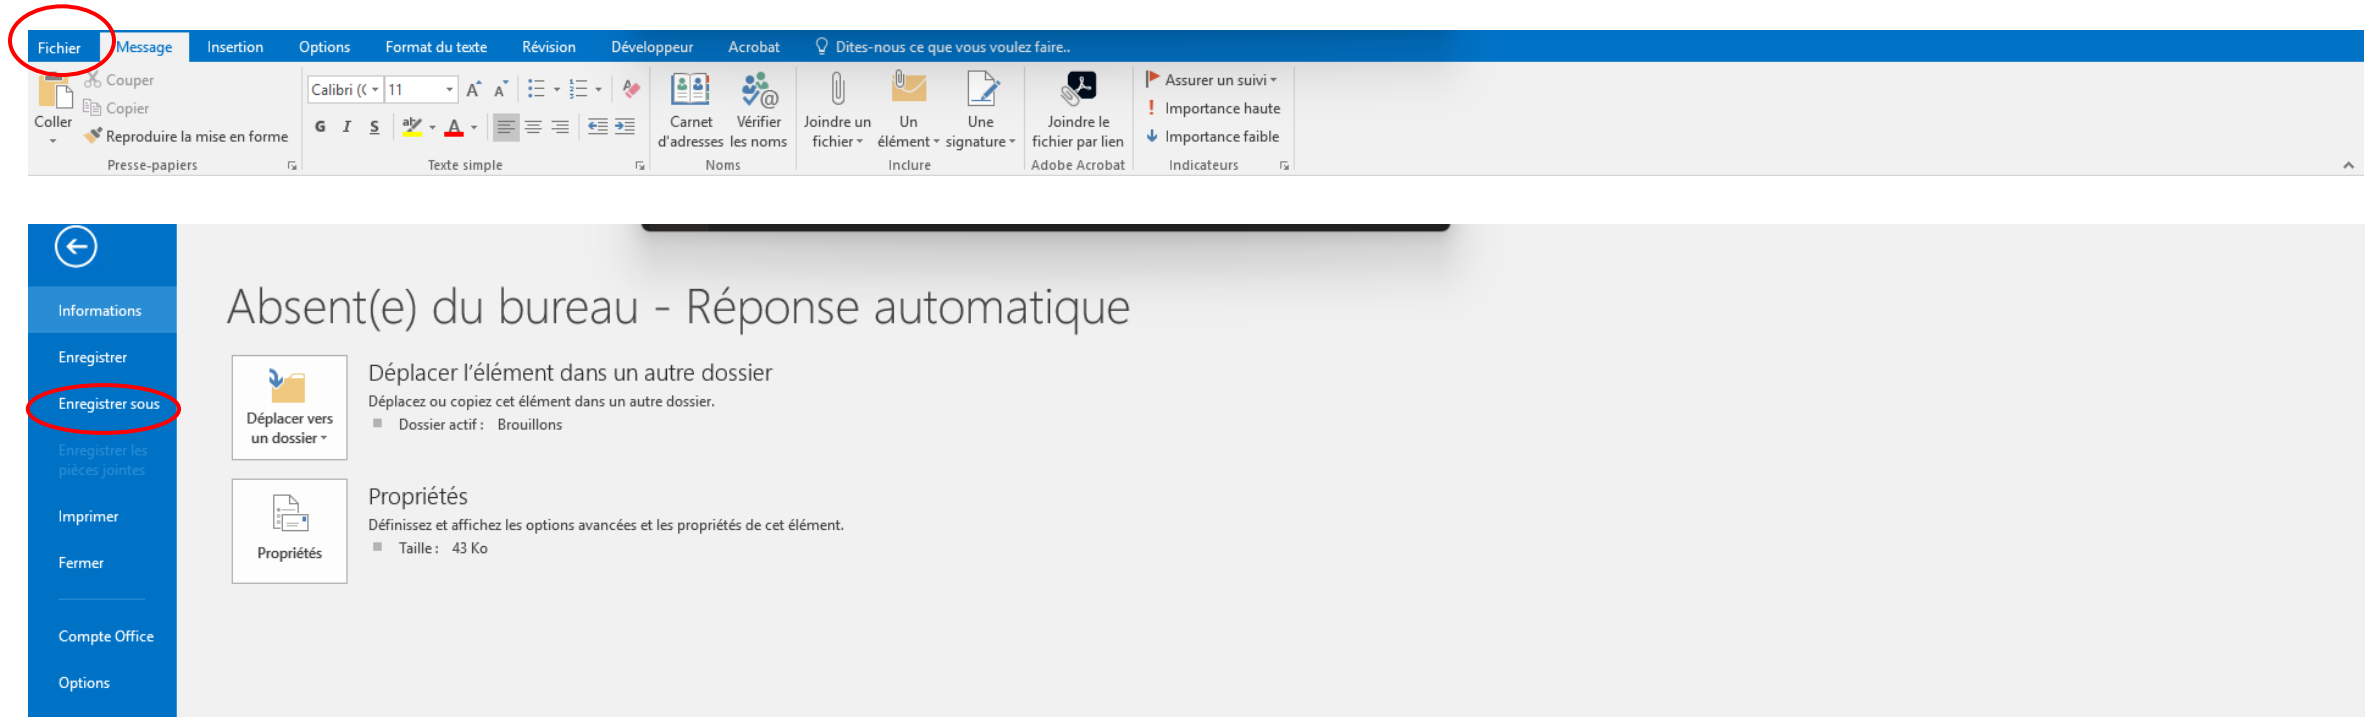 Fichier Message Insertion Options Format du texte Révision Développeur Acrobat Dites-nous ce que vous voulez faire..
Coller
Couper
Copier
Reproduire la mise en forme
Presse-papiers
Calibri (C 11 A A
G I S ab A
Texte simple
Carnet d'adresses
Vérifier les noms
Noms
Joindre un fichier
Un élément
Une signature
Inclure
Joindre le fichier par lien
Adobe Acrobat
Assurer un suivi
Importance haute
Importance faible
Indicateurs
Informations
Enregistrer
Enregistrer sous
Enregistrer les
pièces jointes
Imprimer
Fermer
Compte Office
Options
Absent(e) du bureau - Réponse automatique
Déplacer vers
un dossier
Déplacer l'élément dans un autre dossier
Déplacez ou copiez cet élément dans un autre dossier.
Dossier actif : Brouillons
Propriétés
Propriétés
Définissez et affichez les options avancées et les propriétés de cet élément.
Taille : 43 Ko